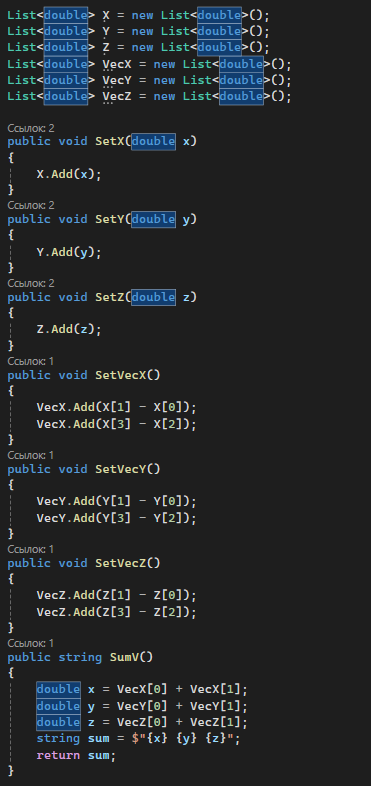 List<double> X = new List<double>();
List<double> Y = new List<double>();
List<double> Z = new List<double>();
List<double> VecX = new List<double>();
List<double> VecY = new List<double>();
List<double> VecZ = new List<double>();
Ссылок: 2
public void SetX(double x)
{
X.Add(x);
}
Ссылок: 2
public void SetY(double y)
{
Y.Add(y);
}
Ссылок: 2
public void SetZ(double z)
{
Z.Add(z);
}
Ссылок: 1
public void SetVecX()
{
VecX.Add(X[1] - X[0]);
VecX.Add(X[3] - X[2]);
}
Ссылок: 1
public void SetVecY()
{
VecY.Add(Y[1] - Y[0]);
VecY.Add(Y[3] - Y[2]);
}
Ссылок: 1
public void SetVecZ()
{
VecZ.Add(Z[1] - Z[0]);
VecZ.Add(Z[3] - Z[2]);
}
Ссылок: 1
public string SumV()
{
double x = VecX[0] + VecX[1];
double y = VecY[0] + VecY[1];
double z = VecZ[0] + VecZ[1];
string sum = $"{x} {y} {z}";
return sum;
}